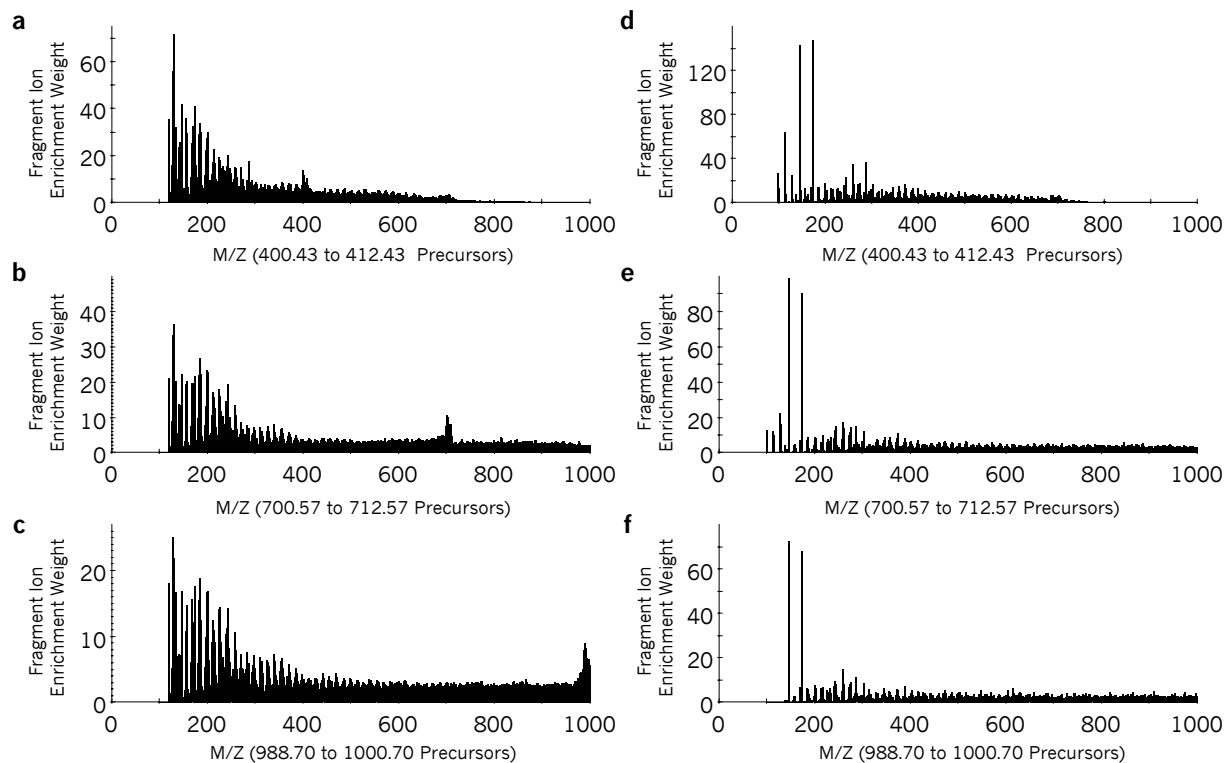 a
Fragment Ion
Enrichment Weight
60
40
20
0
0 200 400 600 800 1000
M/Z (400.43 to 412.43 Precursors)
d
Fragment Ion
Enrichment Weight
120
80
40
0
0 200 400 600 800 1000
M/Z (400.43 to 412.43 Precursors)
b
Fragment Ion
Enrichment Weight
40
30
20
10
0
0 200 400 600 800 1000
M/Z (700.57 to 712.57 Precursors)
e
Fragment Ion
Enrichment Weight
80
60
40
20
0
0 200 400 600 800 1000
M/Z (700.57 to 712.57 Precursors)
c
Fragment Ion
Enrichment Weight
20
10
0
0 200 400 600 800 1000
M/Z (988.70 to 1000.70 Precursors)
f
Fragment Ion
Enrichment Weight
60
40
20
0
0 200 400 600 800 1000
M/Z (988.70 to 1000.70 Precursors)